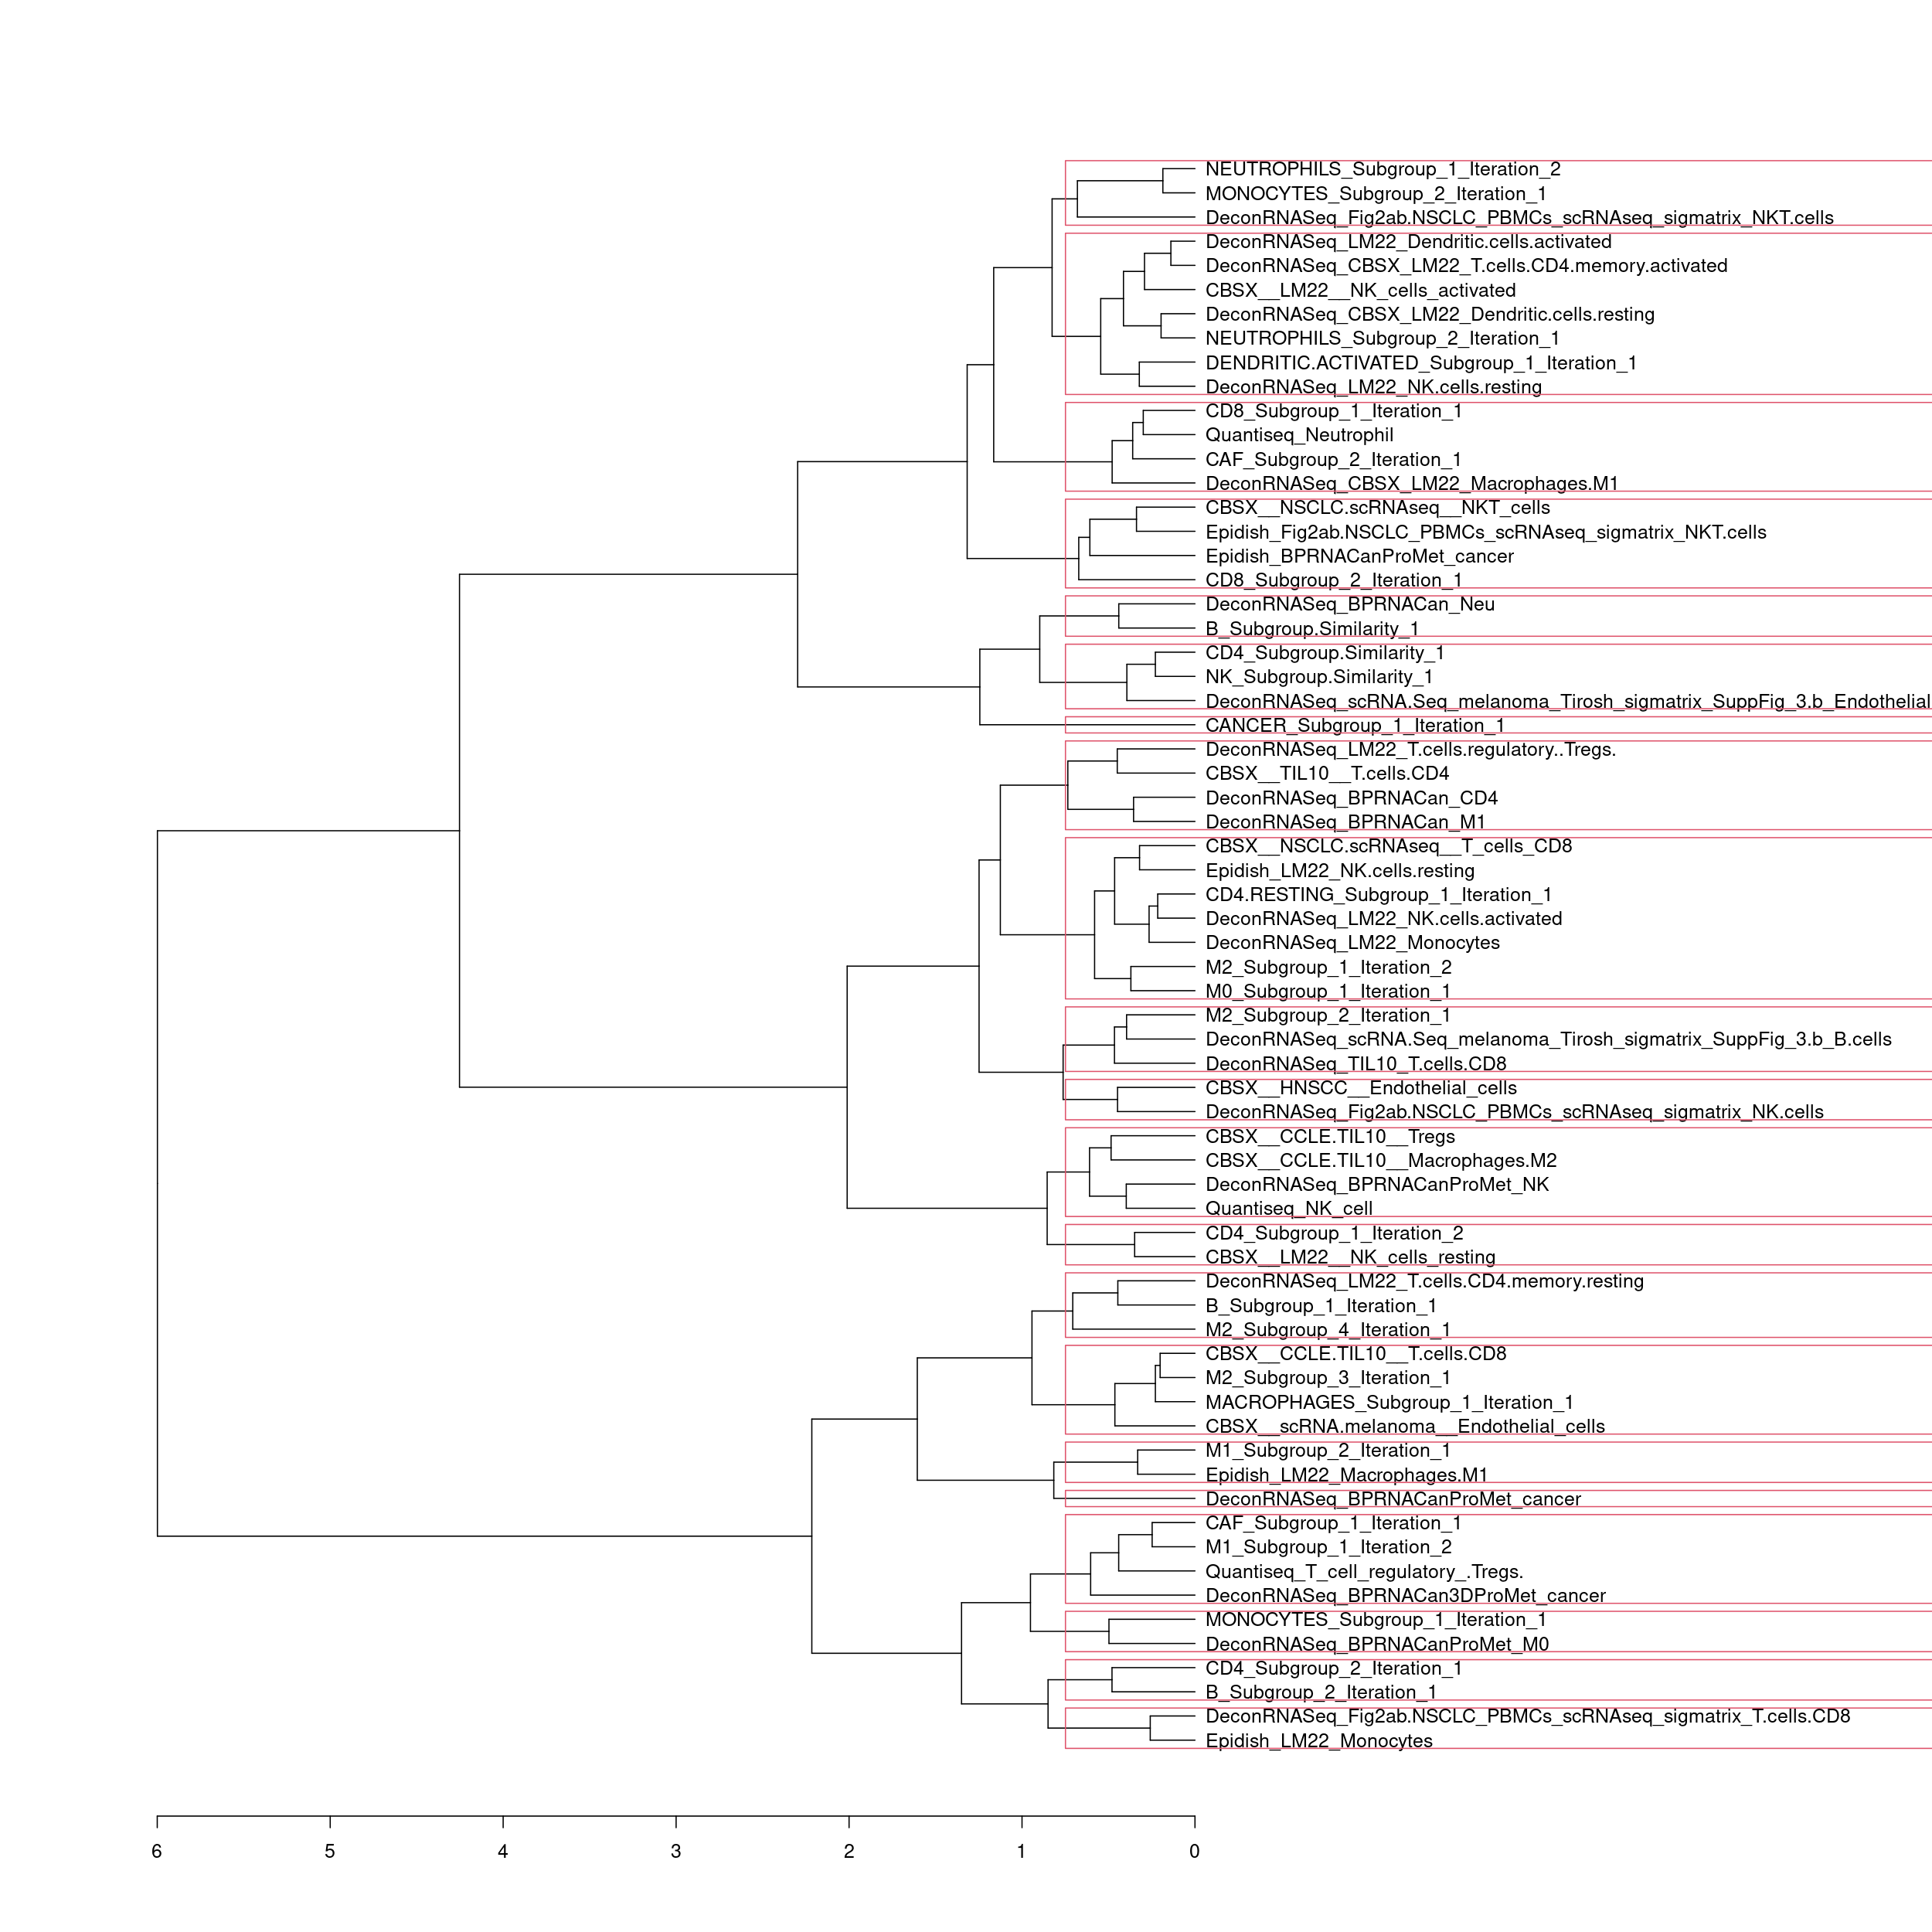 NEUTROPHILS_Subgroup_1_Iteration_2
MONOCYTES_Subgroup_2_Iteration_1
DeconRNASeq_Fig2ab.NSCLC_PBMCs_scRNAseq_sigmatrix_NKT.cells
DeconRNASeq_LM22_Dendritic.cells.activated
DeconRNASeq_CBSX_LM22_T.cells.CD4.memory.activated
CBSX__LM22__NK_cells_activated
DeconRNASeq_CBSX_LM22_Dendritic.cells.resting
NEUTROPHILS_Subgroup_2_Iteration_1
DENDRITIC.ACTIVATED_Subgroup_1_Iteration_1
DeconRNASeq_LM22_NK.cells.resting
CD8_Subgroup_1_Iteration_1
Quantiseq_Neutrophil
CAF_Subgroup_2_Iteration_1
DeconRNASeq_CBSX_LM22_Macrophages.M1
CBSX__NSCLC.scRNAseq__NKT_cells
Epidish_Fig2ab.NSCLC_PBMCs_scRNAseq_sigmatrix_NKT.cells
Epidish_BPRNACanProMet_cancer
CD8_Subgroup_2_Iteration_1
DeconRNASeq_BPRNACan_Neu
B_Subgroup.Similarity_1
CD4_Subgroup.Similarity_1
NK_Subgroup.Similarity_1
DeconRNASeq_scRNA.Seq_melanoma_Tirosh_sigmatrix_SuppFig_3.b_Endothelial
CANCER_Subgroup_1_Iteration_1
DeconRNASeq_LM22_T.cells.regulatory..Tregs.
CBSX__TIL10__T.cells.CD4
DeconRNASeq_BPRNACan_CD4
DeconRNASeq_BPRNACan_M1
CBSX__NSCLC.scRNAseq__T_cells_CD8
Epidish_LM22_NK.cells.resting
CD4.RESTING_Subgroup_1_Iteration_1
DeconRNASeq_LM22_NK.cells.activated
DeconRNASeq_LM22_Monocytes
M2_Subgroup_1_Iteration_2
M0_Subgroup_1_Iteration_1
M2_Subgroup_2_Iteration_1
DeconRNASeq_scRNA.Seq_melanoma_Tirosh_sigmatrix_SuppFig_3.b_B.cells
DeconRNASeq_TIL10_T.cells.CD8
CBSX__HNSCC__Endothelial_cells
DeconRNASeq_Fig2ab.NSCLC_PBMCs_scRNAseq_sigmatrix_NK.cells
CBSX__CCLE.TIL10__Tregs
CBSX__CCLE.TIL10__Macrophages.M2
DeconRNASeq_BPRNACanProMet_NK
Quantiseq_NK_cell
CD4_Subgroup_1_Iteration_2
CBSX__LM22__NK_cells_resting
DeconRNASeq_LM22_T.cells.CD4.memory.resting
B_Subgroup_1_Iteration_1
M2_Subgroup_4_Iteration_1
CBSX__CCLE.TIL10__T.cells.CD8
M2_Subgroup_3_Iteration_1
MACROPHAGES_Subgroup_1_Iteration_1
CBSX__scRNA.melanoma__Endothelial_cells
M1_Subgroup_2_Iteration_1
Epidish_LM22_Macrophages.M1
DeconRNASeq_BPRNACanProMet_cancer
CAF_Subgroup_1_Iteration_1
M1_Subgroup_1_Iteration_2
Quantiseq_T_cell_regulatory_.Tregs.
DeconRNASeq_BPRNACan3DProMet_cancer
MONOCYTES_Subgroup_1_Iteration_1
DeconRNASeq_BPRNACanProMet_M0
CD4_Subgroup_2_Iteration_1
B_Subgroup_2_Iteration_1
DeconRNASeq_Fig2ab.NSCLC_PBMCs_scRNAseq_sigmatrix_T.cells.CD8
Epidish_LM22_Monocytes
6 5 4 3 2 1 0